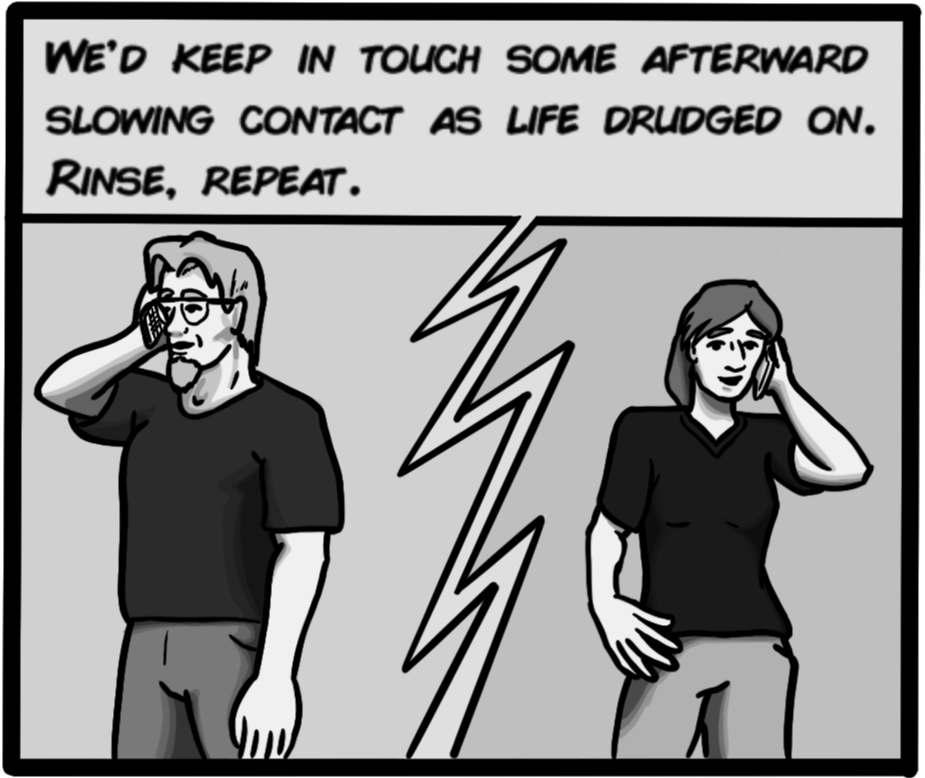 We'd keep in touch some afterward
slowing contact as life drudged on.
Rinse, repeat.